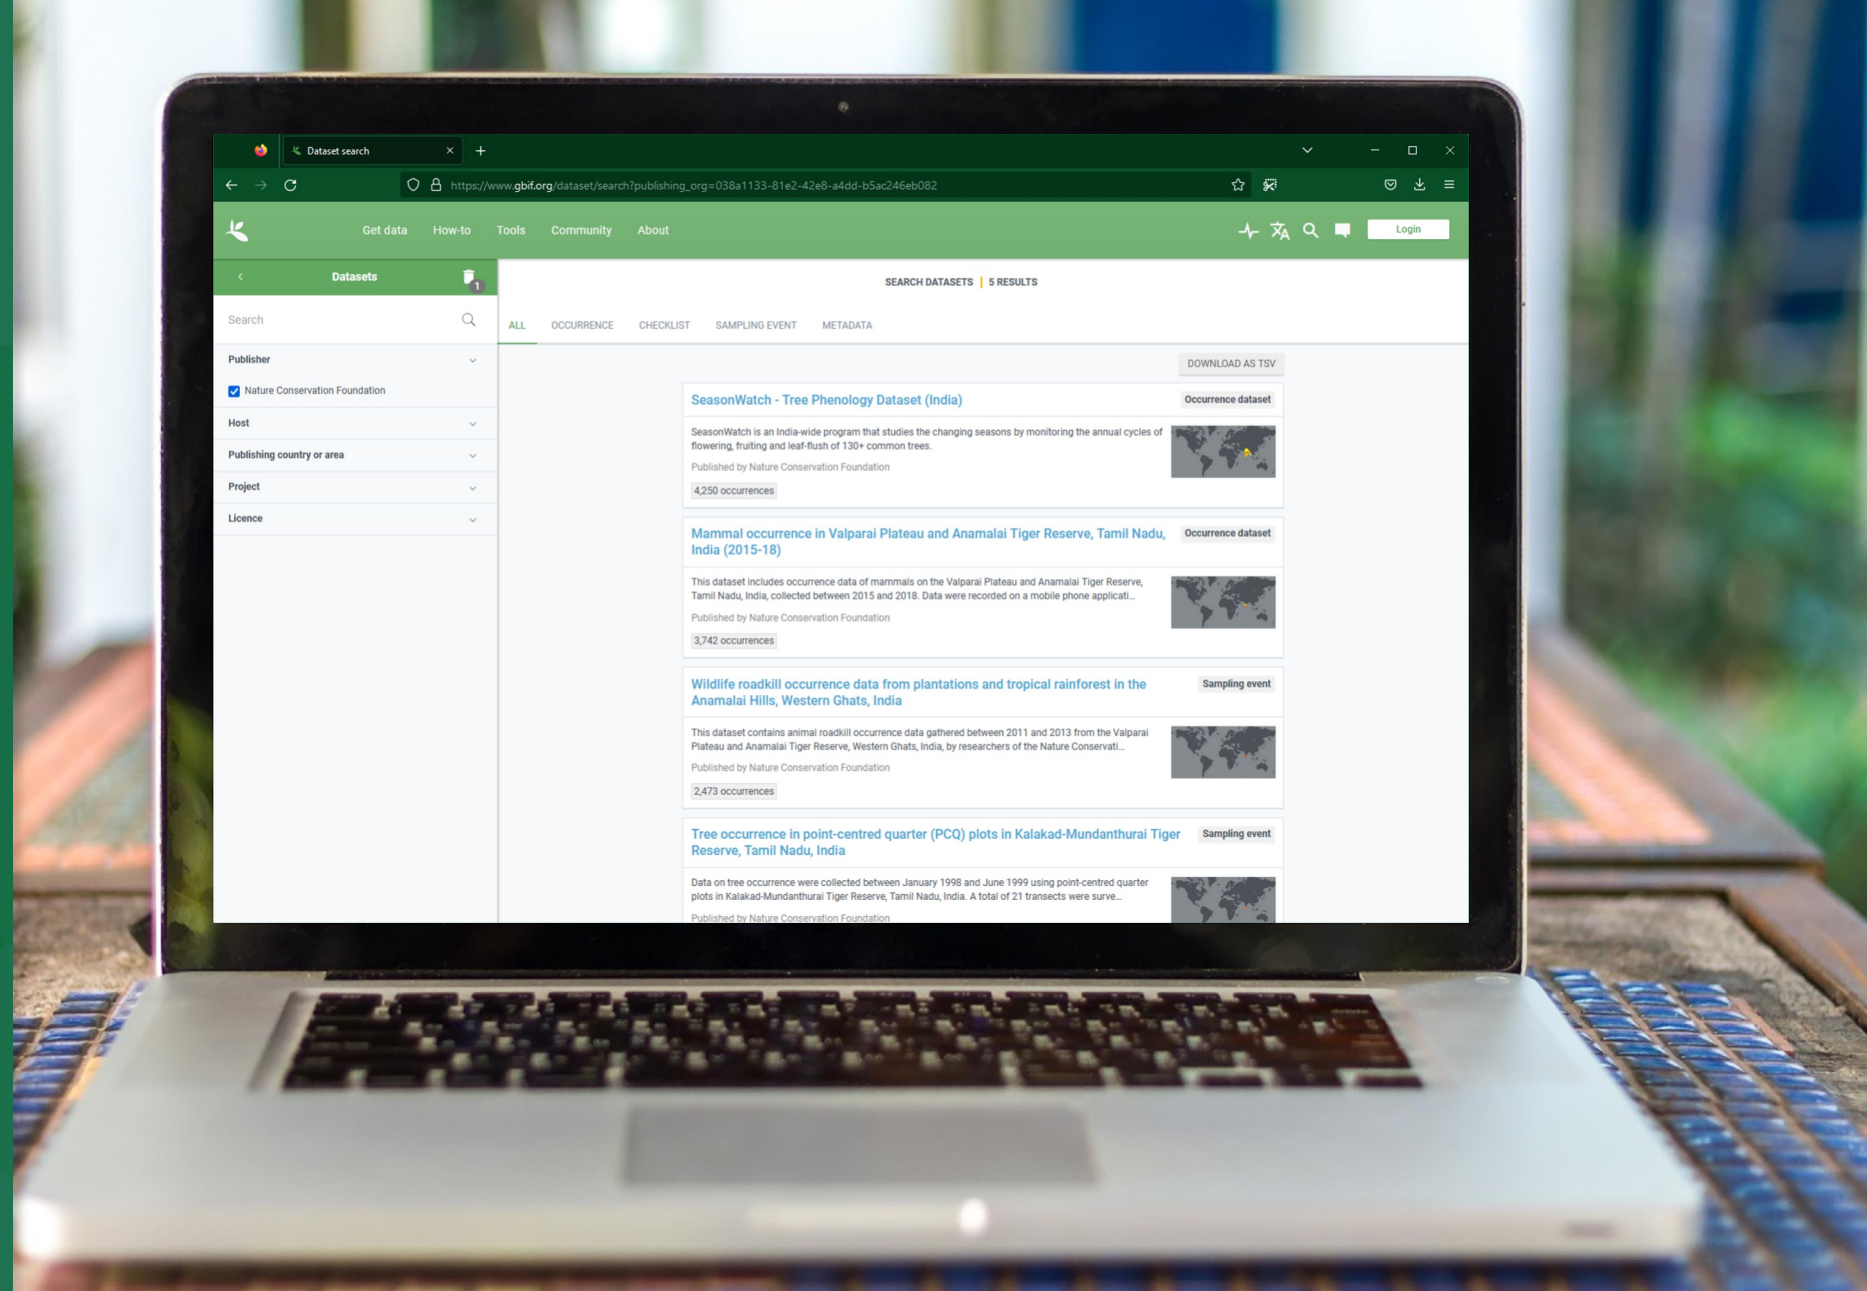 Dataset search
https://www.gbif.org/dataset/search?publishing_org=038a1133-81e2-42e8-a4dd-b5ac246eb082
Get data How-to Tools Community About
Login
Datasets
1
SEARCH DATASETS | 5 RESULTS
Search
ALL OCCURRENCE CHECKLIST SAMPLING EVENT METADATA
Publisher
Nature Conservation Foundation
Host
Publishing country or area
Project
Licence
DOWNLOAD AS TSV
SeasonWatch - Tree Phenology Dataset (India)
Occurrence dataset
SeasonWatch is an India-wide program that studies the changing seasons by monitoring the annual cycles of
flowering, fruiting and leaf-flush of 130+ common trees.
Published by Nature Conservation Foundation
4,250 occurrences
Mammal occurrence in Valparai Plateau and Anamalai Tiger Reserve, Tamil Nadu,
India (2015-18)
Occurrence dataset
This dataset includes occurrence data of mammals on the Valparai Plateau and Anamalai Tiger Reserve,
Tamil Nadu, India, collected between 2015 and 2018. Data were recorded on a mobile phone applicati...
Published by Nature Conservation Foundation
3,742 occurrences
Wildlife roadkill occurrence data from plantations and tropical rainforest in the
Anamalai Hills, Western Ghats, India
Sampling event
This dataset contains animal roadkill occurrence data gathered between 2011 and 2013 from the Valparai
Plateau and Anamalai Tiger Reserve, Western Ghats, India, by researchers of the Nature Conservati...
Published by Nature Conservation Foundation
2,473 occurrences
Tree occurrence in point-centred quarter (PCQ) plots in Kalakad-Mundanthurai Tiger
Reserve, Tamil Nadu, India
Sampling event
Data on tree occurrence were collected between January 1998 and June 1999 using point-centred quarter
plots in Kalakad-Mundanthurai Tiger Reserve, Tamil Nadu, India. A total of 21 transects were surve...
Published by Nature Conservation Foundation